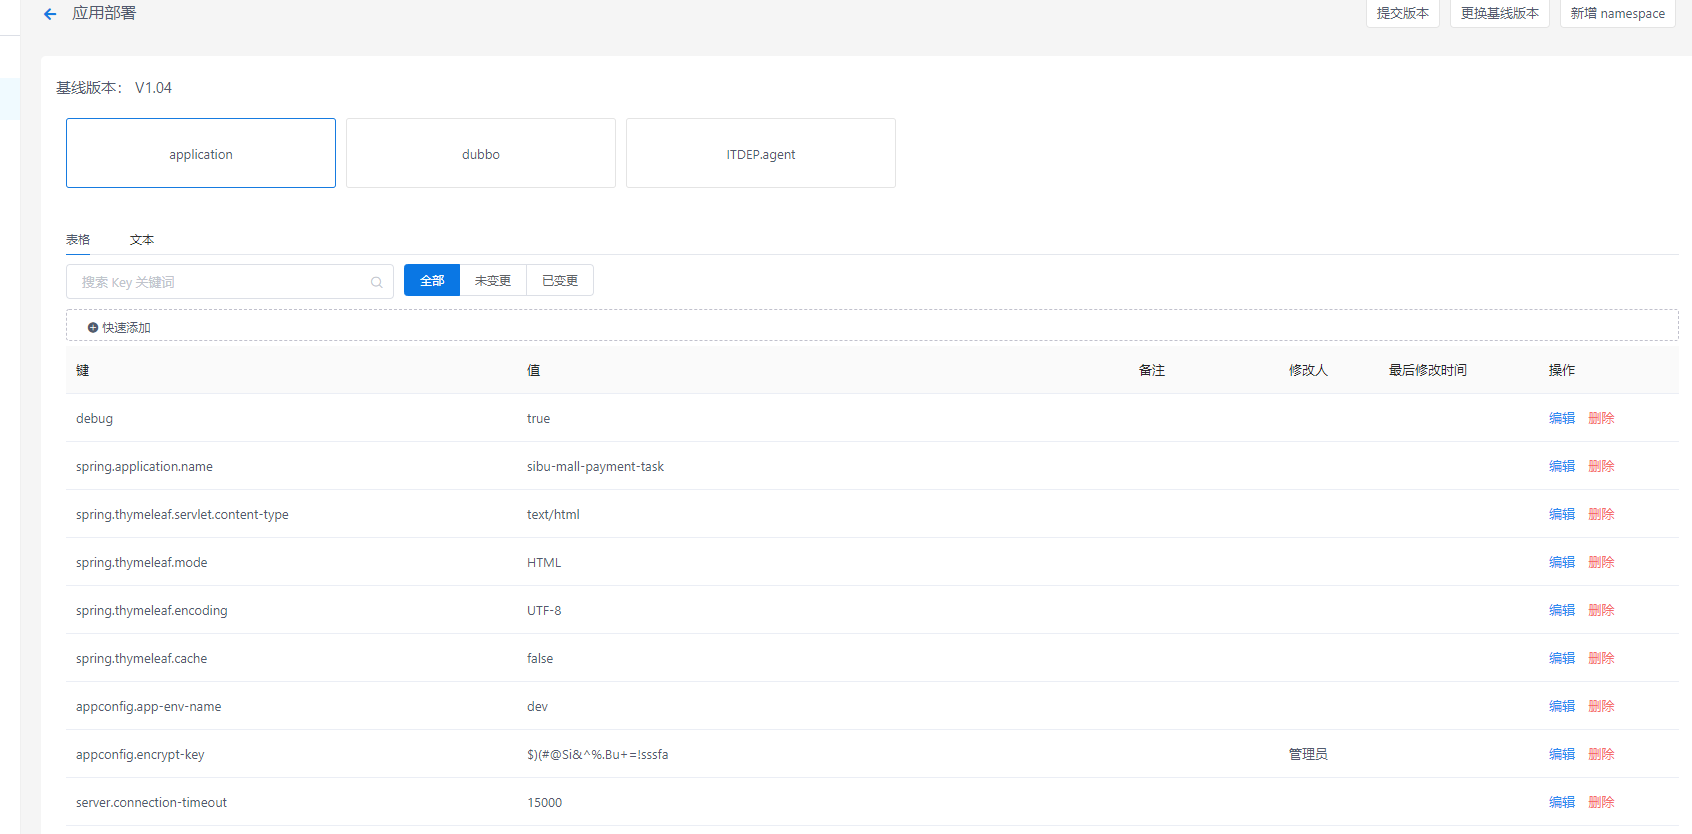 应用部署 提交版本 更换基线版本 新增 namespace
基线版本： V1.04
application dubbo ITDEP.agent
表格 文本
搜索 Key 关键词 全部 未变更 已变更
快速添加
键 值 备注 修改人 最后修改时间 操作
debug true 编辑 删除
spring.application.name sibu-mall-payment-task 编辑 删除
spring.thymeleaf.servlet.content-type text/html 编辑 删除
spring.thymeleaf.mode HTML 编辑 删除
spring.thymeleaf.encoding UTF-8 编辑 删除
spring.thymeleaf.cache false 编辑 删除
appconfig.app-env-name dev 编辑 删除
appconfig.encrypt-key $)(#@Si&^%.Bu+=!sssfa 管理员 编辑 删除
server.connection-timeout 15000 编辑 删除